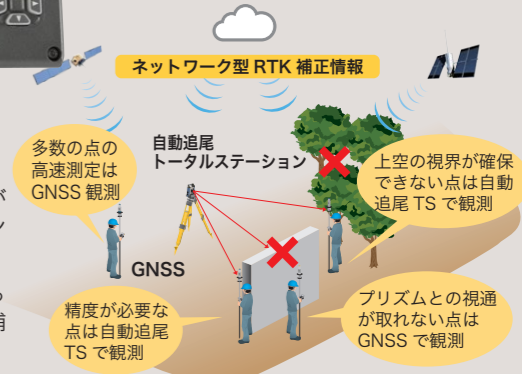 ネットワーク型 RTK 補正情報
多数の点の
高速測定は
GNSS 観測
自動追尾
トータルステーション
上空の視界が確保
できない点は自動
追尾 TS で観測
GNSS
精度が必要な
点は自動追尾
TS で観測
プリズムとの視通
が取れない点は
GNSS で観測
が